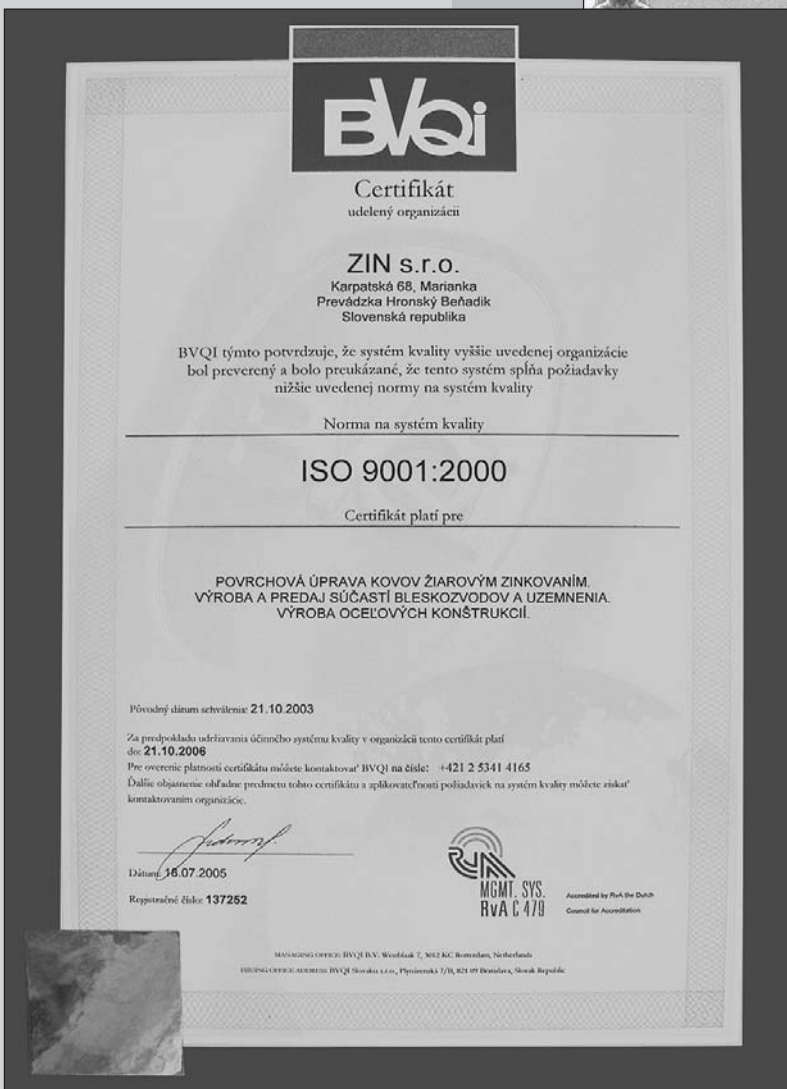 BVQi
Certifikát
udelený organizácii
ZIN s.r.o.
Karpatská 68, Marianka
Prevádzka Hronský Beňadik
Slovenská republika
BVQI týmto potvrdzuje, že systém kvality vyššie uvedenej organizácie
bol preverený a bolo preukázané, že tento systém spĺňa požiadavky
nižšie uvedenej normy na systém kvality
Norma na systém kvality
ISO 9001:2000
Certifikát platí pre
POVRCHOVÁ ÚPRAVA KOVOV ŽIAROVÝM ZINKOVANÍM.
VÝROBA A PREDAJ SÚČASTÍ BLESKOZVODOV A UZEMNENIA.
VÝROBA OCEĽOVÝCH KONŠTRUKCIÍ.
Pôvodný dátum schválenia: 21.10.2003
Za predpokladu udržiavania účinného systému kvality v organizácii tento certifikát platí
do: 21.10.2006
Pre overenie platnosti certifikátu môžete kontaktovať BVQI na čísle: +421 2 5341 4165
Ďalšie objasnenie ohľadne predmetu tohto certifikátu a aplikovateľnosti požiadaviek na systém kvality môžete získať
kontaktovaním organizácie.
Dátum: 18.07.2005
Registračné číslo: 137252
RvA
MGMT. SYS.
RvA C 479
Accredited by RvA the Dutch
Council for Accreditation
MANAGING OFFICE: BVQI B.V. Westblaak 7, 3012 KC Rotterdam, Netherlands
ISSUING OFFICE ADDRESS: BVQI Slovakia s.r.o., Plynárenská 7/B, 821 09 Bratislava, Slovak Republic